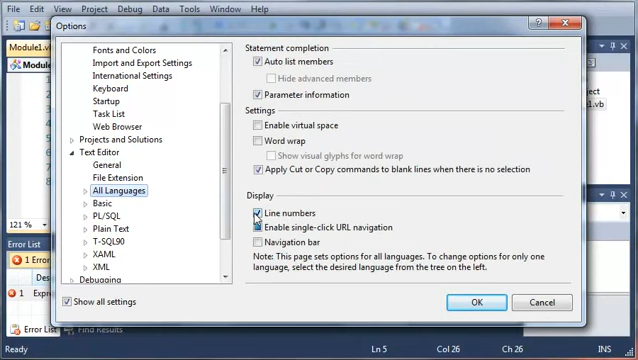 File View Project Debug Data Tools Window Help
Options
Module1.vb
Module
Fonts and Colors
Import and Export Settings
International Settings
Keyboard
Startup
Task List
Web Browser
Projects and Solutions
Text Editor
General
File Extension
All Languages
Basic
PL/SQL
Plain Text
T-SQL90
XAML
XML
Debugging
Show all settings
Statement completion
Auto list members
Hide advanced members
Parameter information
Settings
Enable virtual space
Word wrap
Show visual glyphs for word wrap
Apply Cut or Copy commands to blank lines when there is no selection
Display
Line numbers
Enable single-click URL navigation
Navigation bar
Note: This page sets options for all languages. To change options for only one
language, select the desired language from the tree on the left.
OK
Cancel
121 %
Error List
1 Error
1
Error List
Find Results
Ready
Ln 5
Col 26
Ch 26
INS